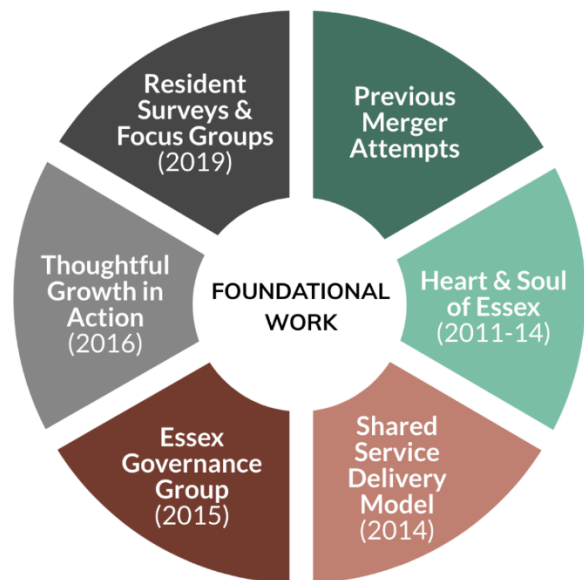 Previous
Merger
Attempts
Heart & Soul
of Essex
(2011-14)
Shared
Service
Delivery
Model
(2014)
Essex
Governance
Group
(2015)
Thoughtful
Growth in
Action
(2016)
Resident
Surveys &
Focus Groups
(2019)
FOUNDATIONAL
WORK